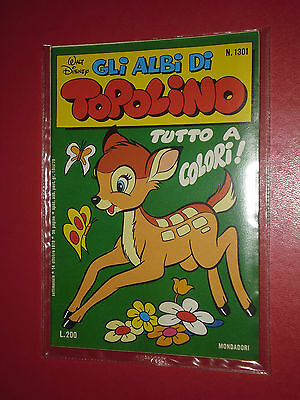 Walt Disney
GLI ALBI DI
N. 1301
TOPOLINO
TUTTO A
COLORI!
L.200
MONDADORI